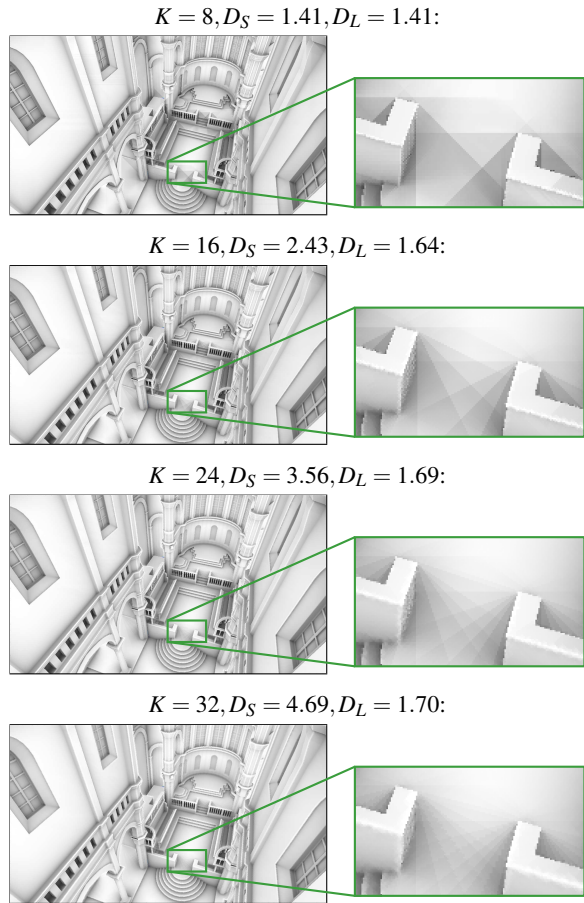 K = 8, D_S = 1.41, D_L = 1.41:
K = 16, D_S = 2.43, D_L = 1.64:
K = 24, D_S = 3.56, D_L = 1.69:
K = 32, D_S = 4.69, D_L = 1.70: